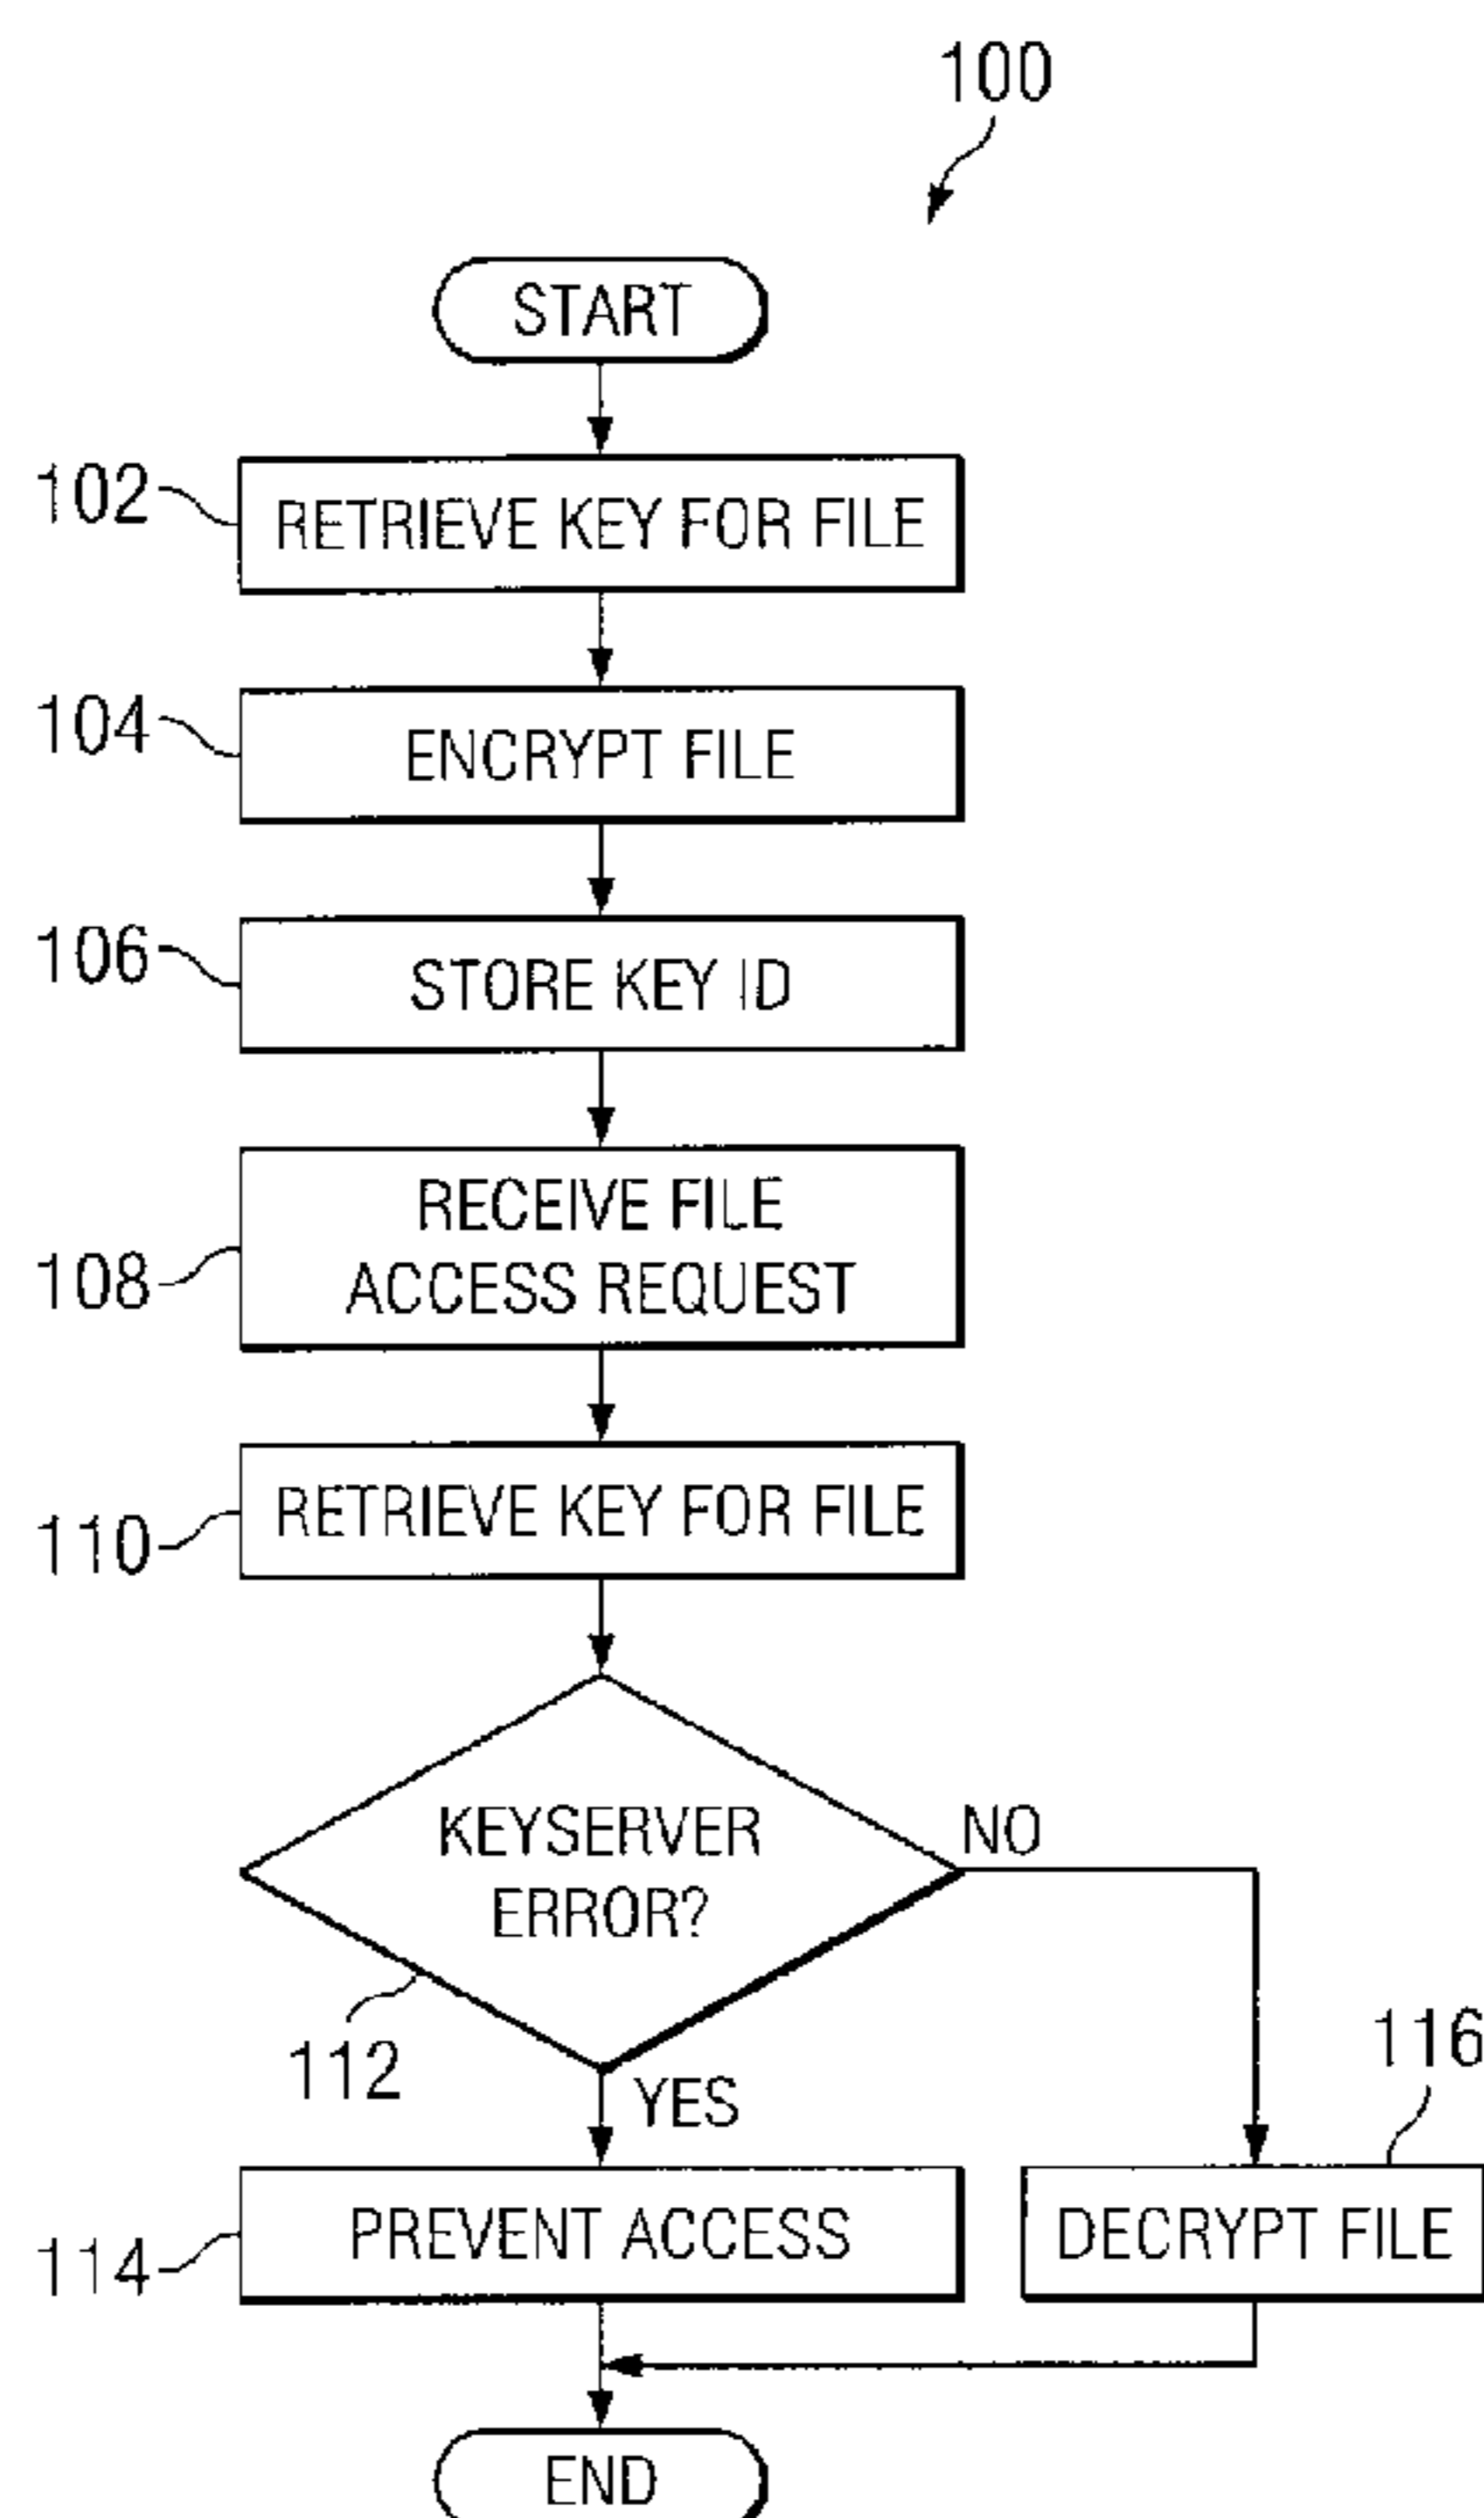 100
START
102
RETRIEVE KEY FOR FILE
104
ENCRYPT FILE
106
STORE KEY ID
108
RECEIVE FILE
ACCESS REQUEST
110
RETRIEVE KEY FOR FILE
KEYSERVER
ERROR?
NO
112
YES
116
114
PREVENT ACCESS
DECRYPT FILE
END